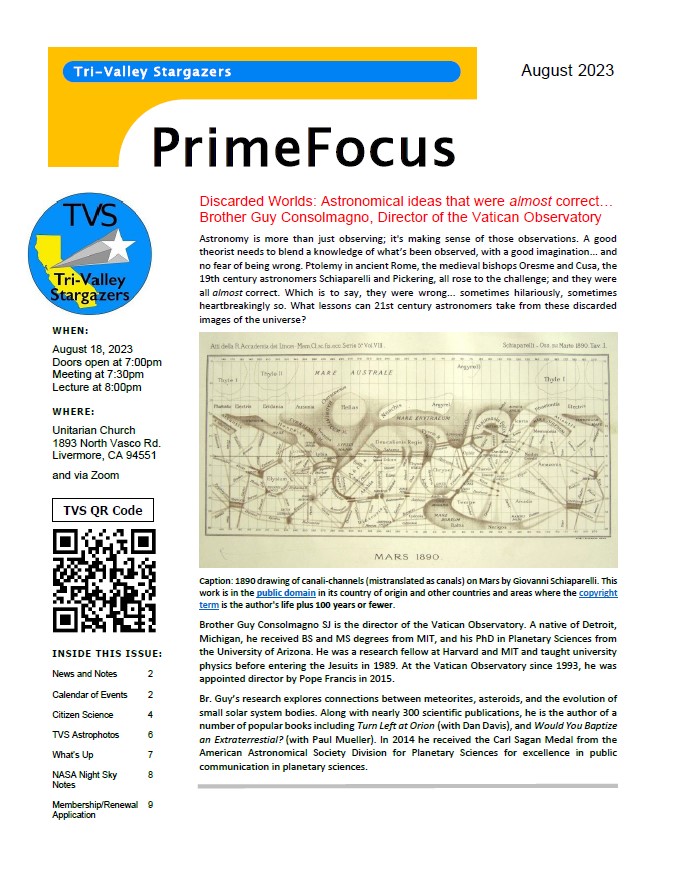 Tri-Valley Stargazers
August 2023
PrimeFocus
TVS
Tri-Valley
Stargazers
WHEN:
August 18, 2023
Doors open at 7:00pm
Meeting at 7:30pm
Lecture at 8:00pm
WHERE:
Unitarian Church
1893 North Vasco Rd.
Livermore, CA 94551
and via Zoom
TVS QR Code
INSIDE THIS ISSUE:
News and Notes 2
Calendar of Events 2
Citizen Science 4
TVS Astrophotos 6
What's Up 7
NASA Night Sky 8
Notes
Membership/Renewal 9
Application
Discarded Worlds: Astronomical ideas that were almost correct…
Brother Guy Consolmagno, Director of the Vatican Observatory
Astronomy is more than just observing; it's making sense of those observations. A good
theorist needs to blend a knowledge of what's been observed, with a good imagination… and
no fear of being wrong. Ptolemy in ancient Rome, the medieval bishops Oresme and Cusa, the
19th century astronomers Schiaparelli and Pickering, all rose to the challenge; and they were
all almost correct. Which is to say, they were wrong… sometimes hilariously, sometimes
heartbreakingly so. What lessons can 21st century astronomers take from these discarded
images of the universe?
Schiaparelli - Oss. su Marte 1890. Tav. I.
Thyle I
Thyle II
MARE AUSTRALE
Argyre II
Thyle I
Hellas
Argyre I
MARE ERYTHRAEUM
MARS 1890.
Caption: 1890 drawing of canali-channels (mistranslated as canals) on Mars by Giovanni Schiaparelli. This
work is in the public domain in its country of origin and other countries and areas where the copyright
term is the author's life plus 100 years or fewer.
Brother Guy Consolmagno SJ is the director of the Vatican Observatory. A native of Detroit,
Michigan, he received BS and MS degrees from MIT, and his PhD in Planetary Sciences from
the University of Arizona. He was a research fellow at Harvard and MIT and taught university
physics before entering the Jesuits in 1989. At the Vatican Observatory since 1993, he was
appointed director by Pope Francis in 2015.
Br. Guy's research explores connections between meteorites, asteroids, and the evolution of
small solar system bodies. Along with nearly 300 scientific publications, he is the author of a
number of popular books including Turn Left at Orion (with Dan Davis), and Would You Baptize
an Extraterrestial? (with Paul Mueller). In 2014 he received the Carl Sagan Medal from the
American Astronomical Society Division for Planetary Sciences for excellence in public
communication in planetary sciences.